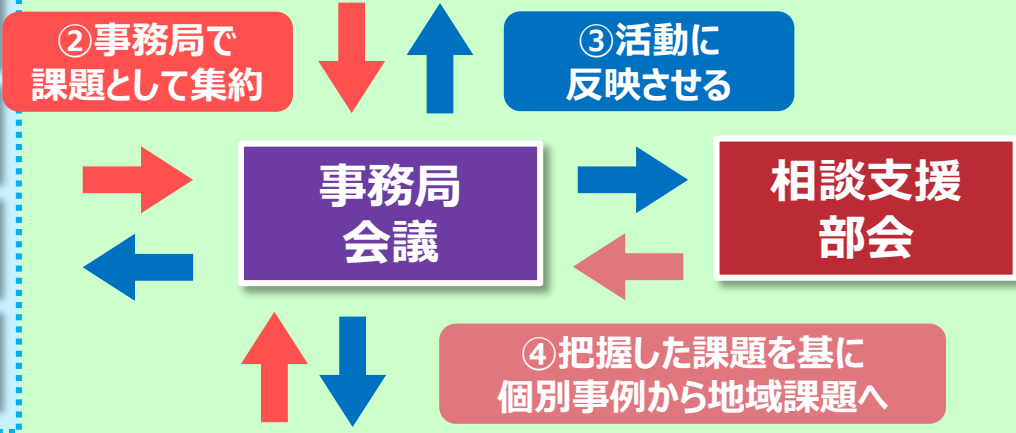 ②事務局で
課題として集約
③活動に
反映させる
事務局
会議
相談支援
部会
④把握した課題を基に
個別事例から地域課題へ